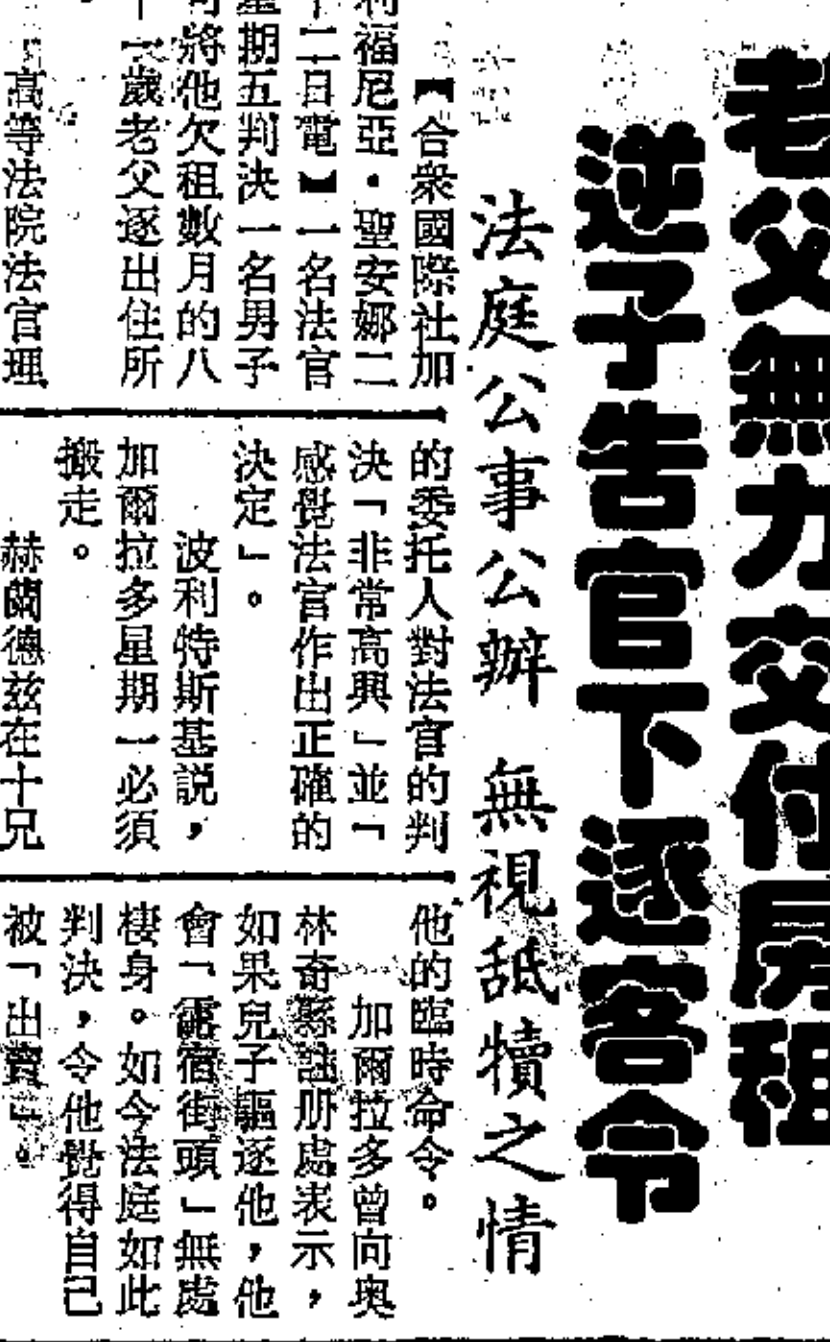 老父無力交付房租
逆子告官下逐客令
法庭公事公辦 無視舐犢之情
【合衆國際社加
利福尼亞・聖安娜二
十二日電】一名法官
星期五判決一名男子
可將他欠租數月的八
十一歲老父逐出住所
。
高等法院法官理
的委托人對法官的判
決「非常高興」並「
感覺法官作出正確的
決定」。
波利特斯基説，
加爾拉多星期一必須
搬走。
赫蘭德兹在十兄
他的臨時命令。
加爾拉多曾向奧
林奇縣註册處表示，
如果兒子驅逐他，他
會「露宿街頭」無處
棲身。如今法庭如此
判決，令他覺得自己
被「出賣」。